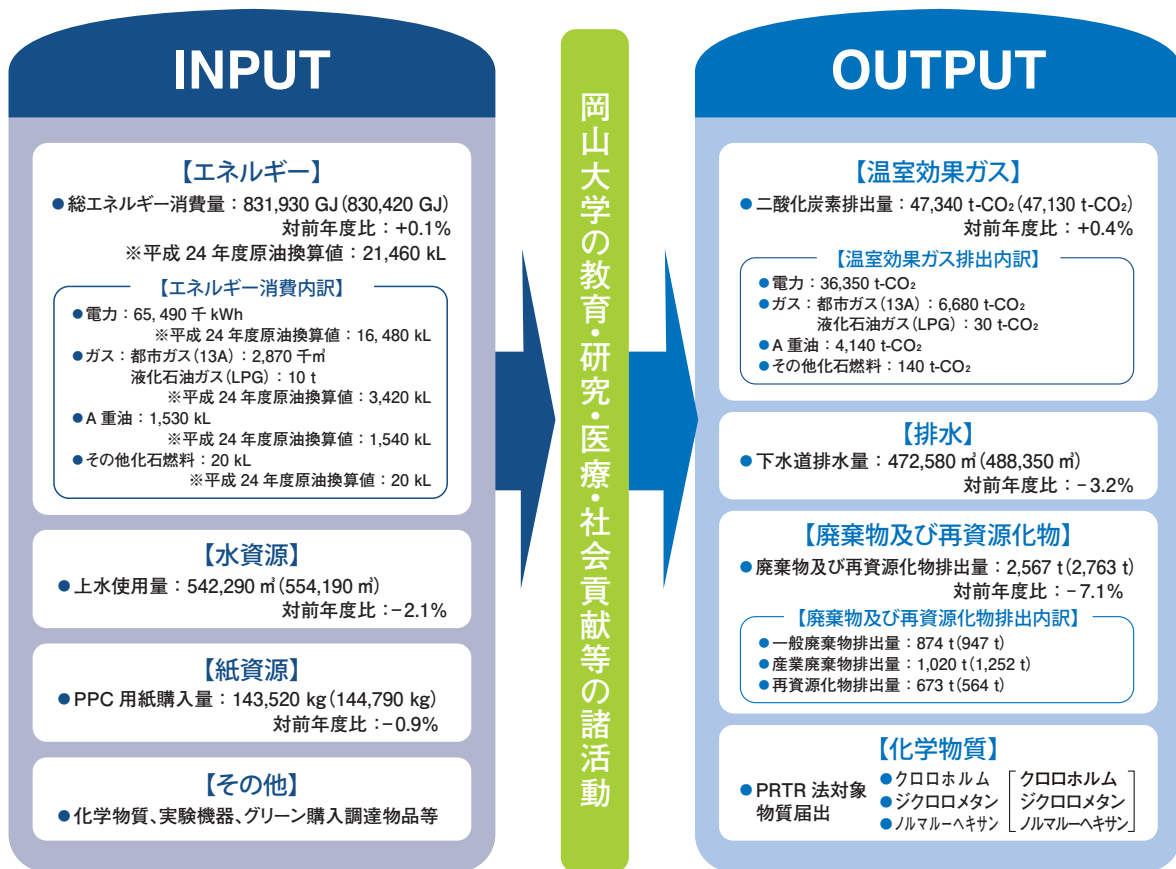 INPUT
【エネルギー】
●総エネルギー消費量：831,930 GJ(830,420 GJ)
対前年度比：+0.1%
※平成 24 年度原油換算値：21,460 kL
【エネルギー消費内訳】
●電力：65, 490 千 kWh
※平成 24 年度原油換算値：16, 480 kL
●ガス：都市ガス(13A)：2,870 千㎥
液化石油ガス(LPG)：10 t
※平成 24 年度原油換算値：3,420 kL
●A 重油：1,530 kL
※平成 24 年度原油換算値：1,540 kL
●その他化石燃料：20 kL
※平成 24 年度原油換算値：20 kL
【水資源】
●上水使用量：542,290 ㎥(554,190 ㎥)
対前年度比：−2.1%
【紙資源】
●PPC 用紙購入量：143,520 kg(144,790 kg)
対前年度比：−0.9%
【その他】
●化学物質、実験機器、グリーン購入調達物品等
岡山大学の教育・研究・医療・社会貢献等の諸活動
OUTPUT
【温室効果ガス】
●二酸化炭素排出量：47,340 t-CO₂(47,130 t-CO₂)
対前年度比：+0.4%
【温室効果ガス排出内訳】
●電力：36,350 t-CO₂
●ガス：都市ガス(13A)：6,680 t-CO₂
液化石油ガス(LPG)：30 t-CO₂
●A 重油：4,140 t-CO₂
●その他化石燃料：140 t-CO₂
【排水】
●下水道排水量：472,580 ㎥(488,350 ㎥)
対前年度比：−3.2%
【廃棄物及び再資源化物】
●廃棄物及び再資源化物排出量：2,567 t(2,763 t)
対前年度比：−7.1%
【廃棄物及び再資源化物排出内訳】
●一般廃棄物排出量：874 t(947 t)
●産業廃棄物排出量：1,020 t(1,252 t)
●再資源化物排出量：673 t(564 t)
【化学物質】
●PRTR 法対象
物質届出
●クロロホルム
●ジクロロメタン
●ノルマルーヘキサン
[クロロホルム
ジクロロメタン
ノルマルーヘキサン]